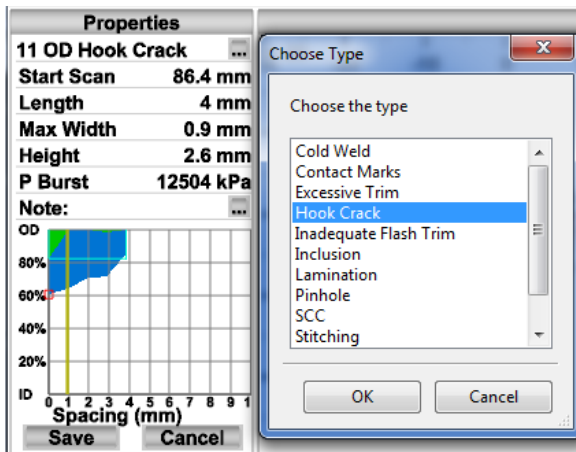 Properties
11 OD Hook Crack ...
Start Scan 86.4 mm
Length 4 mm
Max Width 0.9 mm
Height 2.6 mm
P Burst 12504 kPa
Note: ...
OD
80%
60%
40%
20%
ID
0 1 2 3 4 5 6 7 8 9 1
Spacing (mm)
Save Cancel
Choose Type
Choose the type
Cold Weld
Contact Marks
Excessive Trim
Hook Crack
Inadequate Flash Trim
Inclusion
Lamination
Pinhole
SCC
Stitching
OK Cancel